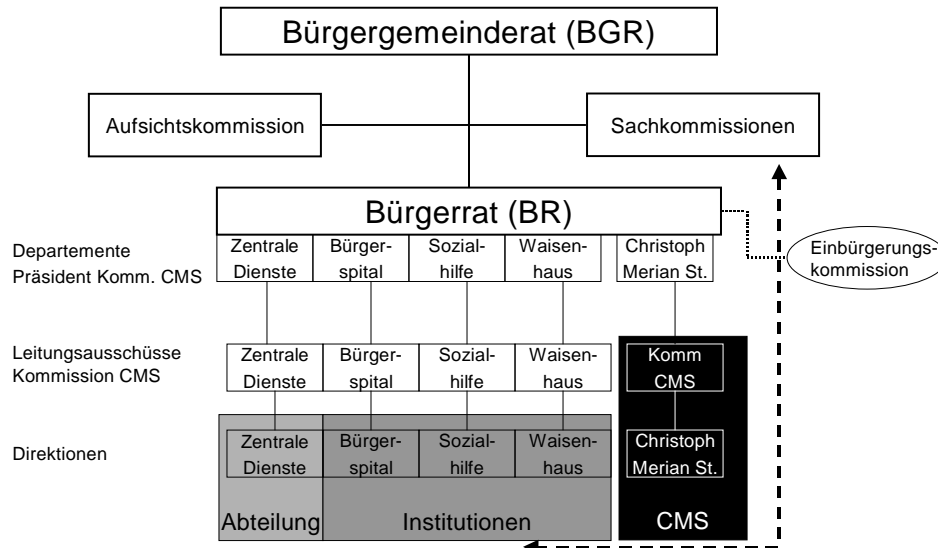 Bürgergemeinderat (BGR)
Aufsichtskommission
Sachkommissionen
Bürgerrat (BR)
Departemente
Präsident Komm. CMS
Zentrale
Dienste
Bürger-
spital
Sozial-
hilfe
Waisen-
haus
Christoph
Merian St.
Einbürgerungs-
kommission
Leitungsausschüsse
Kommission CMS
Zentrale
Dienste
Bürger-
spital
Sozial-
hilfe
Waisen-
haus
Komm
CMS
Direktionen
Zentrale
Dienste
Bürger-
spital
Sozial-
hilfe
Waisen-
haus
Christoph
Merian St.
Abteilung
Institutionen
CMS